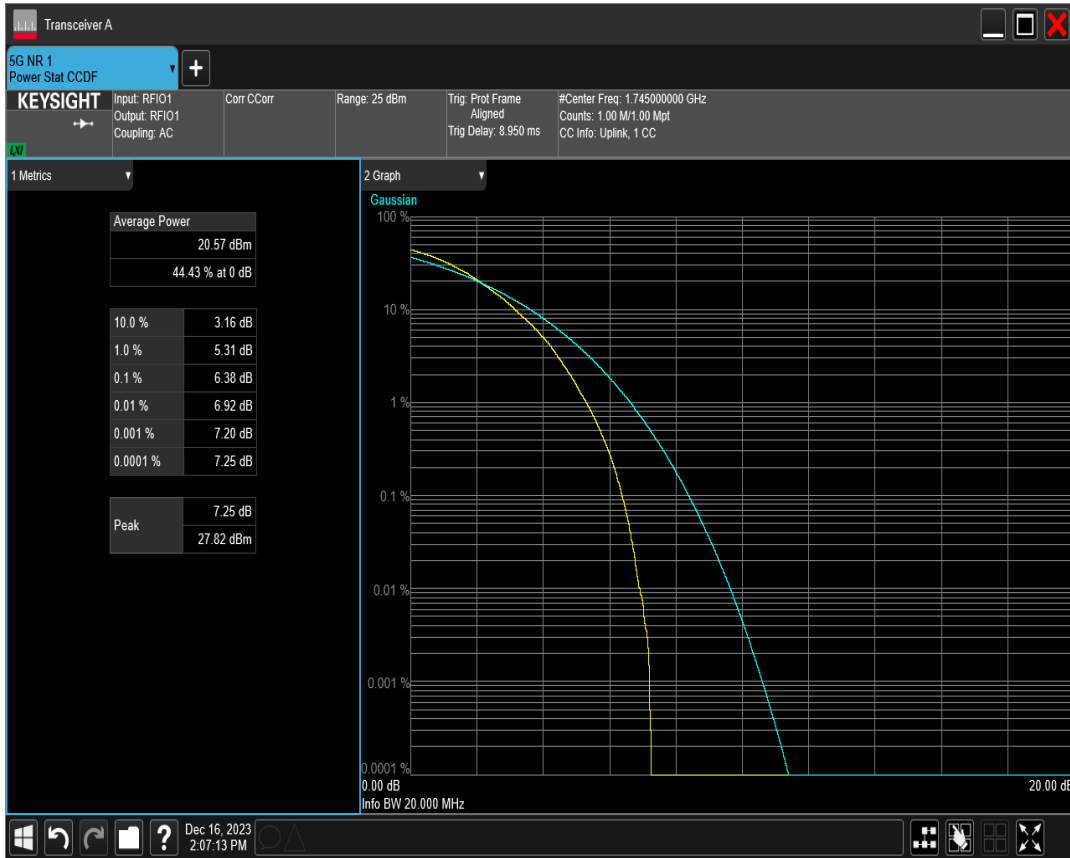 Transceiver A
5G NR 1
Power Stat CCDF
KEYSIGHT
LXI
Input: RFIO1
Output: RFIO1
Coupling: AC
Corr CCorr
Range: 25 dBm
Trig: Prot Frame
Aligned
Trig Delay: 8.950 ms
#Center Freq: 1.745000000 GHz
Counts: 1.00 M/1.00 Mpt
CC Info: Uplink, 1 CC
1 Metrics
Average Power
20.57 dBm
44.43 % at 0 dB
10.0 % 3.16 dB
1.0 % 5.31 dB
0.1 % 6.38 dB
0.01 % 6.92 dB
0.001 % 7.20 dB
0.0001 % 7.25 dB
Peak
7.25 dB
27.82 dBm
2 Graph
Gaussian
100 %
10 %
1 %
0.1 %
0.01 %
0.001 %
0.0001 %
0.00 dB 20.00 dB
Info BW 20.000 MHz
?
Dec 16, 2023
2:07:13 PM